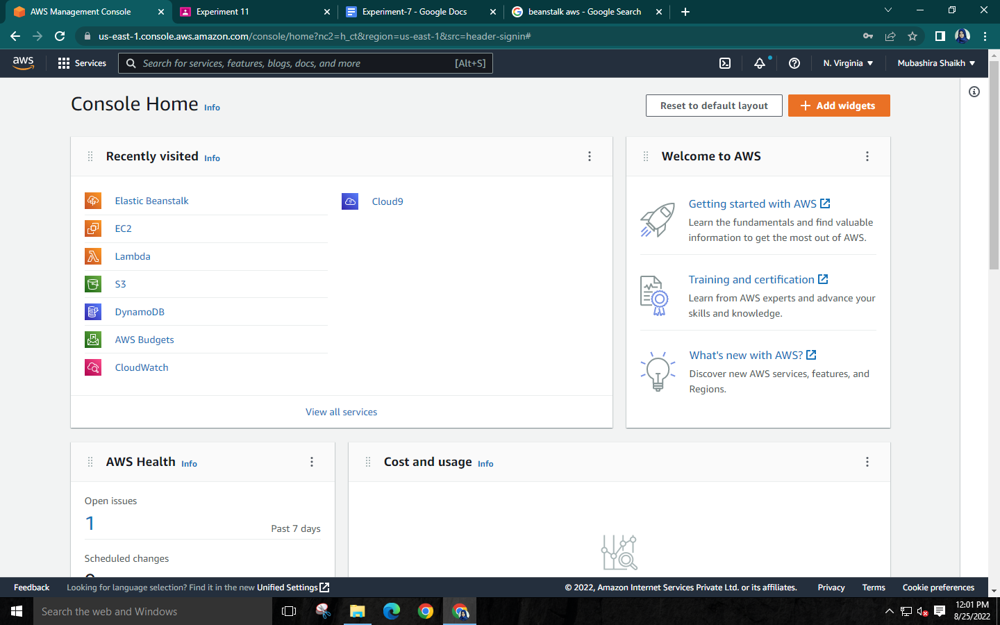 AWS Management Console
Experiment 11
Experiment-7 - Google Docs
beanstalk aws - Google Search
us-east-1.console.aws.amazon.com/console/home?nc2=h_ct&region=us-east-1&src=header-signin#
aws
Services
Search for services, features, blogs, docs, and more
[Alt+S]
N. Virginia
Mubashira Shaikh
Console Home Info
Reset to default layout
Add widgets
Recently visited Info
Elastic Beanstalk
EC2
Lambda
S3
DynamoDB
AWS Budgets
CloudWatch
Cloud9
View all services
Welcome to AWS
Getting started with AWS
Learn the fundamentals and find valuable
information to get the most out of AWS.
Training and certification
Learn from AWS experts and advance your
skills and knowledge.
What's new with AWS?
Discover new AWS services, features, and
Regions.
AWS Health Info
Open issues
1
Past 7 days
Scheduled changes
Cost and usage Info
Feedback
Looking for language selection? Find it in the new Unified Settings
© 2022, Amazon Internet Services Private Ltd. or its affiliates.
Privacy
Terms
Cookie preferences
Search the web and Windows
12:01 PM
8/25/2022